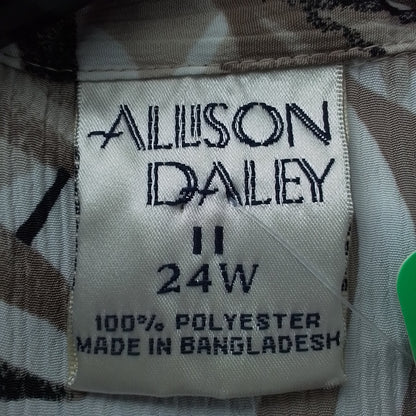 ALLISON
DALEY
II
24W
100% POLYESTER
MADE IN BANGLADESH